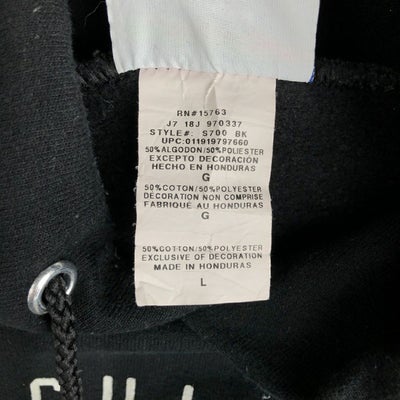 RN#15763
J7 18J 970337
STYLE#: S700 BK
UPC:011919797660
50%ALGODON/50%POLIESTER
EXCEPTO DECORACION
HECHO EN HONDURAS
G
50%COTON/50%POLYESTER
DECORATION NON COMPRISE
FABRIQUÉ AU HONDURAS
G
50%COTTON/50%POLYESTER
EXCLUSIVE OF DECORATION
MADE IN HONDURAS
L